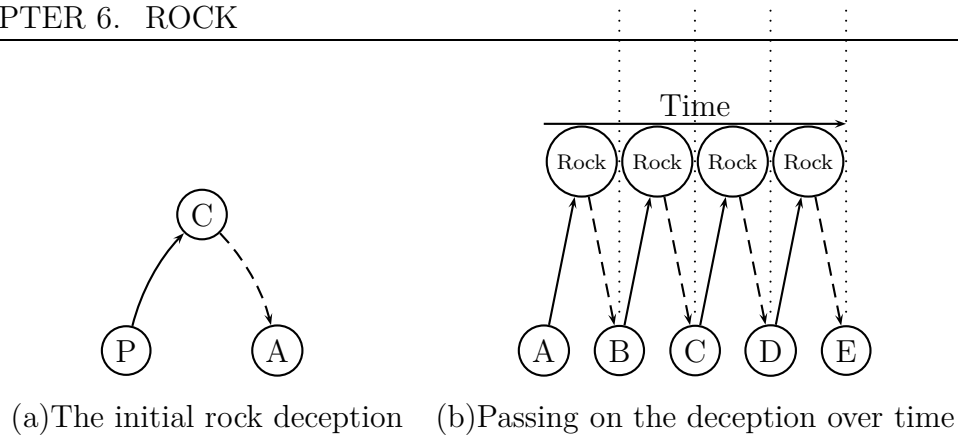 PTER 6. ROCK
Time
Rock Rock Rock Rock
C
P A
A B C D E
(a)The initial rock deception
(b)Passing on the deception over time